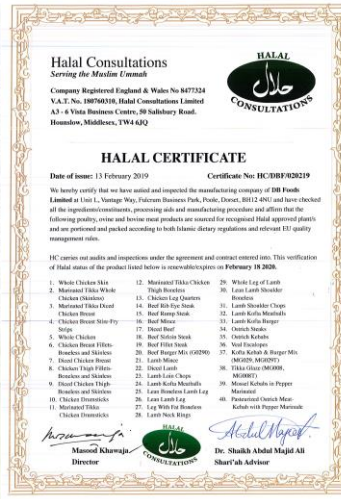 Halal Consultations
Serving the Muslim Ummah
Company Registered England & Wales No 8477324
V.A.T. No. 180760310, Halal Consultations Limited
A3 - 6 Vista Business Centre, 50 Salisbury Road.
Hounslow, Middlesex, TW4 6JQ
HALAL
حلال
CONSULTATIONS
HALAL CERTIFICATE
Date of issue: 13 February 2019
Certificate No: HC/DBF/020219
We hereby certify that we have audited and inspected the manufacturing company of DB Foods
Limited at Unit 1, Vantage Way, Fulcrum Business Park, Poole, Dorset, BH12 4NU and have checked
all the ingredients/constituents, processing aids and manufacturing procedure and affirm that the
following poultry, ovine and bovine meat products are sourced for recognised Halal approved plant/s
and are portioned and packed according to both Islamic dietary regulations and relevant EU quality
management rules.
HC carries out audits and inspections under the agreement and contract entered into. This verification
of Halal status of the product listed below is renewable/expires on February 18 2020.
1. Whole Chicken Skin
2. Marinated Tikka Whole
Chicken (Skinless)
3. Marinated Tikka Diced
Chicken Breast
4. Chicken Breast Stir-Fry
Strips
5. Whole Chicken
6. Chicken Breast Fillets-
Boneless and Skinless
7. Diced Chicken Breast
8. Chicken Thigh Fillets-
Boneless and Skinless
9. Diced Chicken Thigh-
Boneless and Skinless
10. Chicken Drumsticks
11. Marinated Tikka
Chicken Drumsticks
12. Marinated Tikka Chicken
Thigh Boneless
13. Chicken Leg Quarters
14. Beef Rib-Eye Steak
15. Beef Rump Steak
16. Beef Mince
17. Diced Beef
18. Beef Sirloin Steak
19. Beef Fillet Steak
20. Beef Burger Mix (G0290)
21. Lamb Mince
22. Diced Lamb
23. Lamb Loin Chops
24. Lamb Kofta Meatballs
25. Lean Boneless Lamb Leg
26. Lean Lamb Leg
27. Leg With Fat Boneless
28. Lamb Neck Rings
29. Whole Leg of Lamb
30. Lean Lamb Shoulder
Boneless
31. Lamb Shoulder Chops
32. Lamb Kofta Meatballs
33. Lamb Kofta Burger
34. Ostrich Steaks
35. Ostrich Kebabs
36. Veal Escalopes
37. Kofta Kebab & Burger Mix
(MG029, MG029T)
38. Tikka Glaze (MG008,
MG008T)
39. Mosiel Kebabs in Pepper
Marinated
40. Pasteurized Ostrich Meat-
Kebab with Pepper Marinade
HALAL
حلال
CONSULTATIONS
Masood Khawaja
Director
Dr. Shaikh Abdul Majid Ali
Shari'ah Advisor